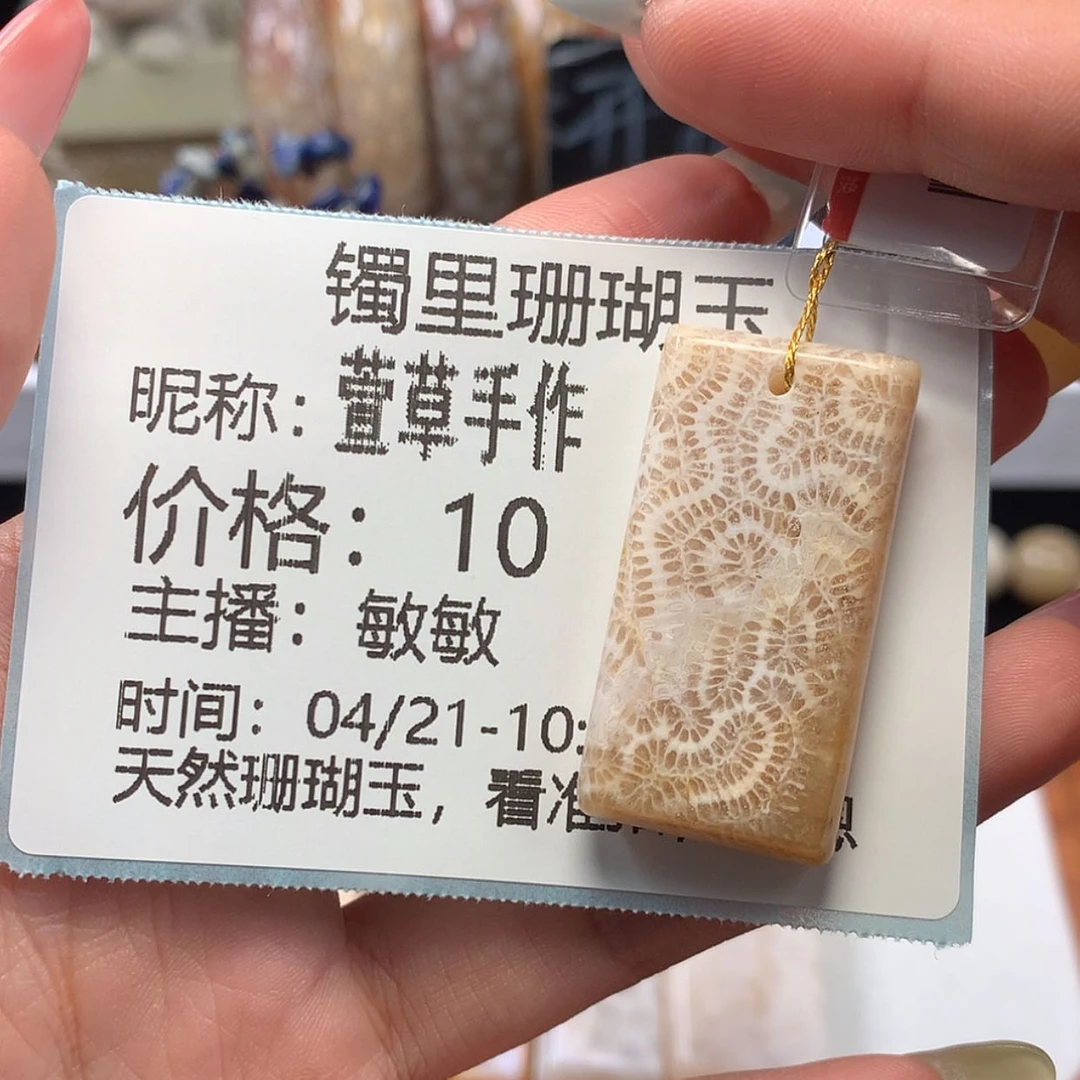 镯里珊瑚玉
昵称：萱草手作
价格：10
主播：敏敏
时间：04/21-10:
天然珊瑚玉，看准